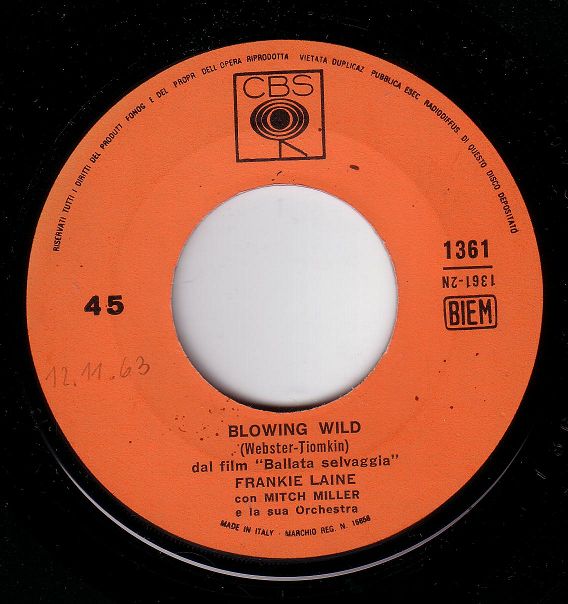 RISERVATI TUTTI I DIRITTI DEL PRODUT. FONOG E DEL PROPR DELL'OPERA RIPRODOTTA VIETATA DUPLICAZ PUBBLICA ESEC RADIODIFFUS DI QUESTO DISCO DEPOSITATO
CBS
1361
1361-2N
45
BIEM
12.11.63
BLOWING WILD
(Webster-Tiomkin)
dal film "Ballata selvaggia"
FRANKIE LAINE
con MITCH MILLER
e la sua Orchestra
MADE IN ITALY - MARCHIO REG. N. 15658